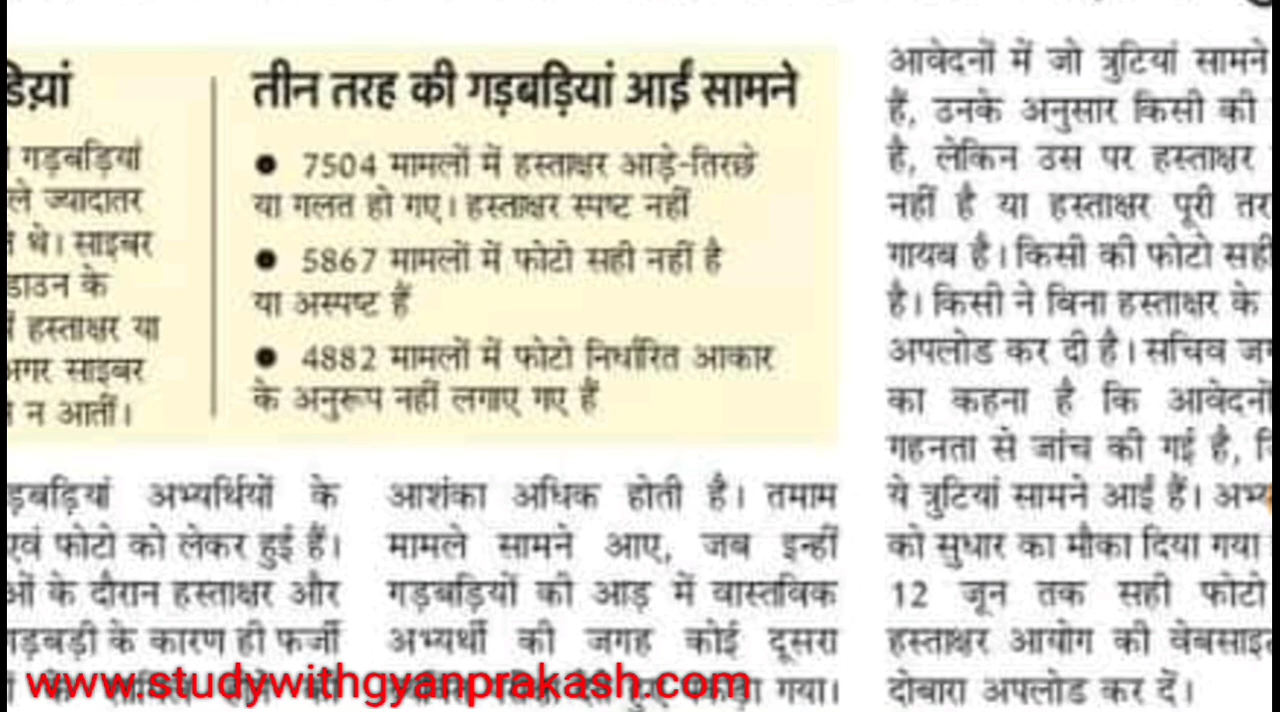 डिय़ां
गड़बड़ियां
ले ज्यादातर
थे। साइबर
डाउन के
हस्ताक्षर या
अगर साइबर
न आतीं।
तीन तरह की गड़बड़ियां आईं सामने
● 7504 मामलों में हस्ताक्षर आड़े-तिरछे
या गलत हो गए। हस्ताक्षर स्पष्ट नहीं
● 5867 मामलों में फोटो सही नहीं है
या अस्पष्ट हैं
● 4882 मामलों में फोटो निर्धारित आकार
के अनुरूप नहीं लगाए गए हैं
ड़बड़ियां अभ्यर्थियों के
एवं फोटो को लेकर हुई हैं।
ओं के दौरान हस्ताक्षर और
गड़बड़ी के कारण ही फर्जी
आशंका अधिक होती है। तमाम
मामले सामने आए, जब इन्हीं
गड़बड़ियों की आड़ में वास्तविक
अभ्यर्थी की जगह कोई दूसरा
गया।
आवेदनों में जो त्रुटियां सामने
हैं, उनके अनुसार किसी की
है, लेकिन उस पर हस्ताक्षर
नहीं है या हस्ताक्षर पूरी तर
गायब है। किसी की फोटो सही
है। किसी ने बिना हस्ताक्षर के
अपलोड कर दी है। सचिव
का कहना है कि आवेदनों
गहनता से जांच की गई है,
ये त्रुटियां सामने आई हैं। अभ्य
को सुधार का मौका दिया गया
12 जून तक सही फोटो
हस्ताक्षर आयोग की वेबसाइट
दोबारा अपलोड कर दें।
www.studywithgyanprakash.com